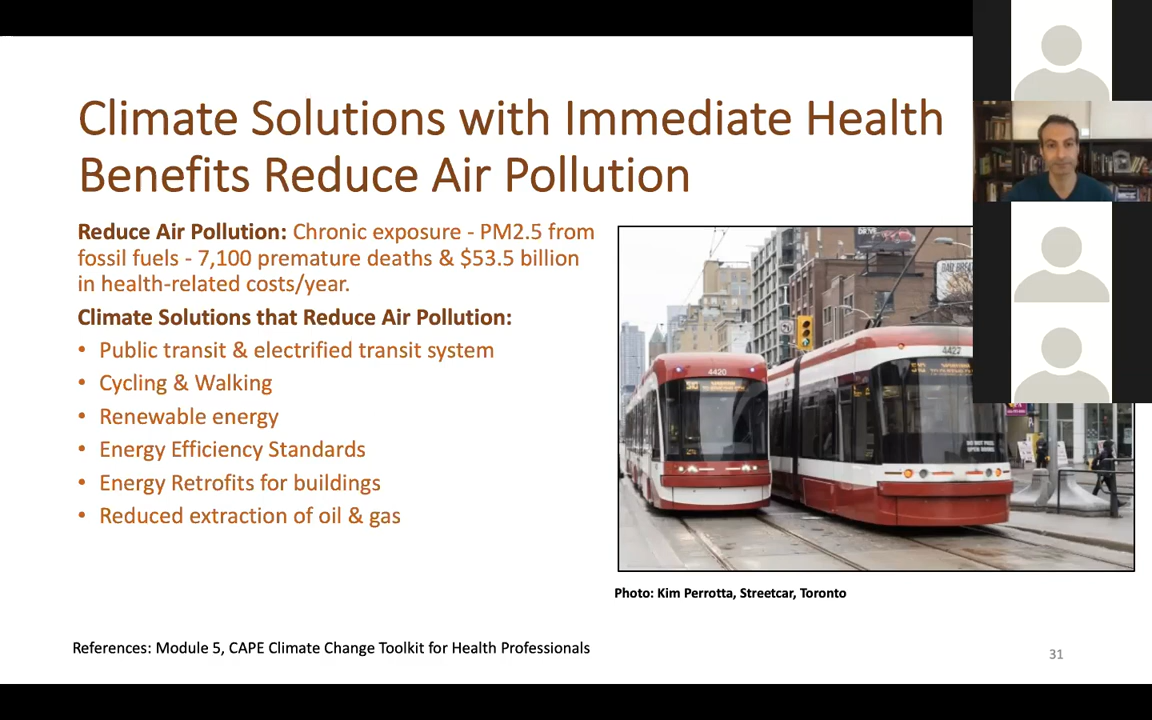 Climate Solutions with Immediate Health
Benefits Reduce Air Pollution
Reduce Air Pollution: Chronic exposure - PM2.5 from
fossil fuels - 7,100 premature deaths & $53.5 billion
in health-related costs/year.
Climate Solutions that Reduce Air Pollution:
• Public transit & electrified transit system
• Cycling & Walking
• Renewable energy
• Energy Efficiency Standards
• Energy Retrofits for buildings
• Reduced extraction of oil & gas
4420
4422
510
Photo: Kim Perrotta, Streetcar, Toronto
References: Module 5, CAPE Climate Change Toolkit for Health Professionals
31